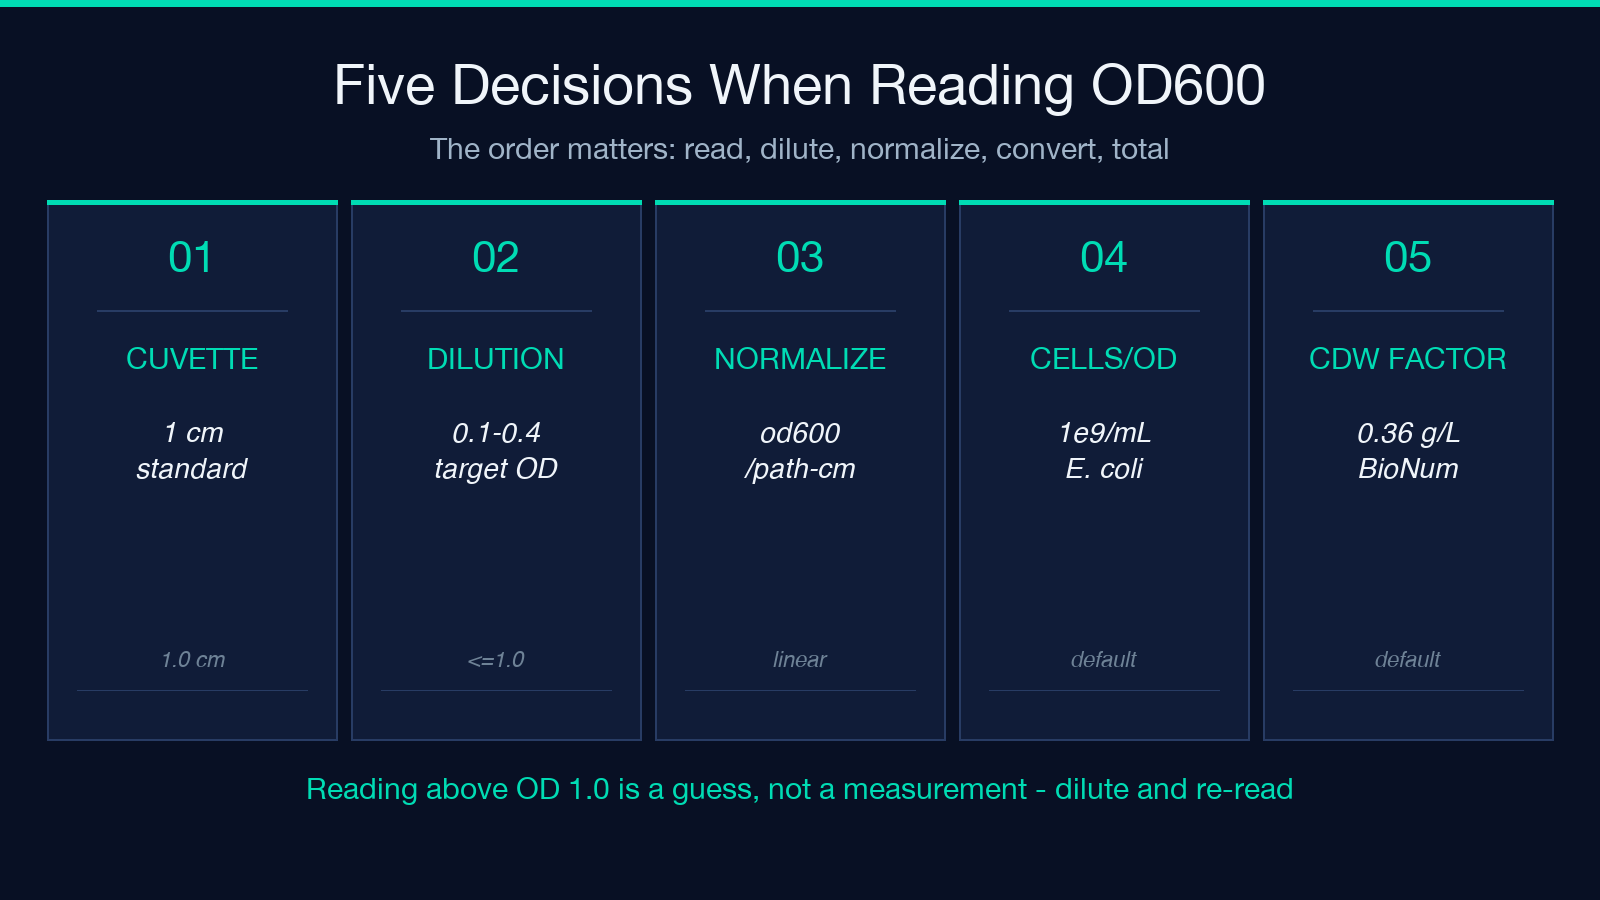 Five Decisions When Reading OD600
The order matters: read, dilute, normalize, convert, total
01
CUVETTE
1 cm
standard
1.0 cm
02
DILUTION
0.1-0.4
target OD
<=1.0
03
NORMALIZE
od600
/path-cm
linear
04
CELLS/OD
1e9/mL
E. coli
default
05
CDW FACTOR
0.36 g/L
BioNum
default
Reading above OD 1.0 is a guess, not a measurement - dilute and re-read